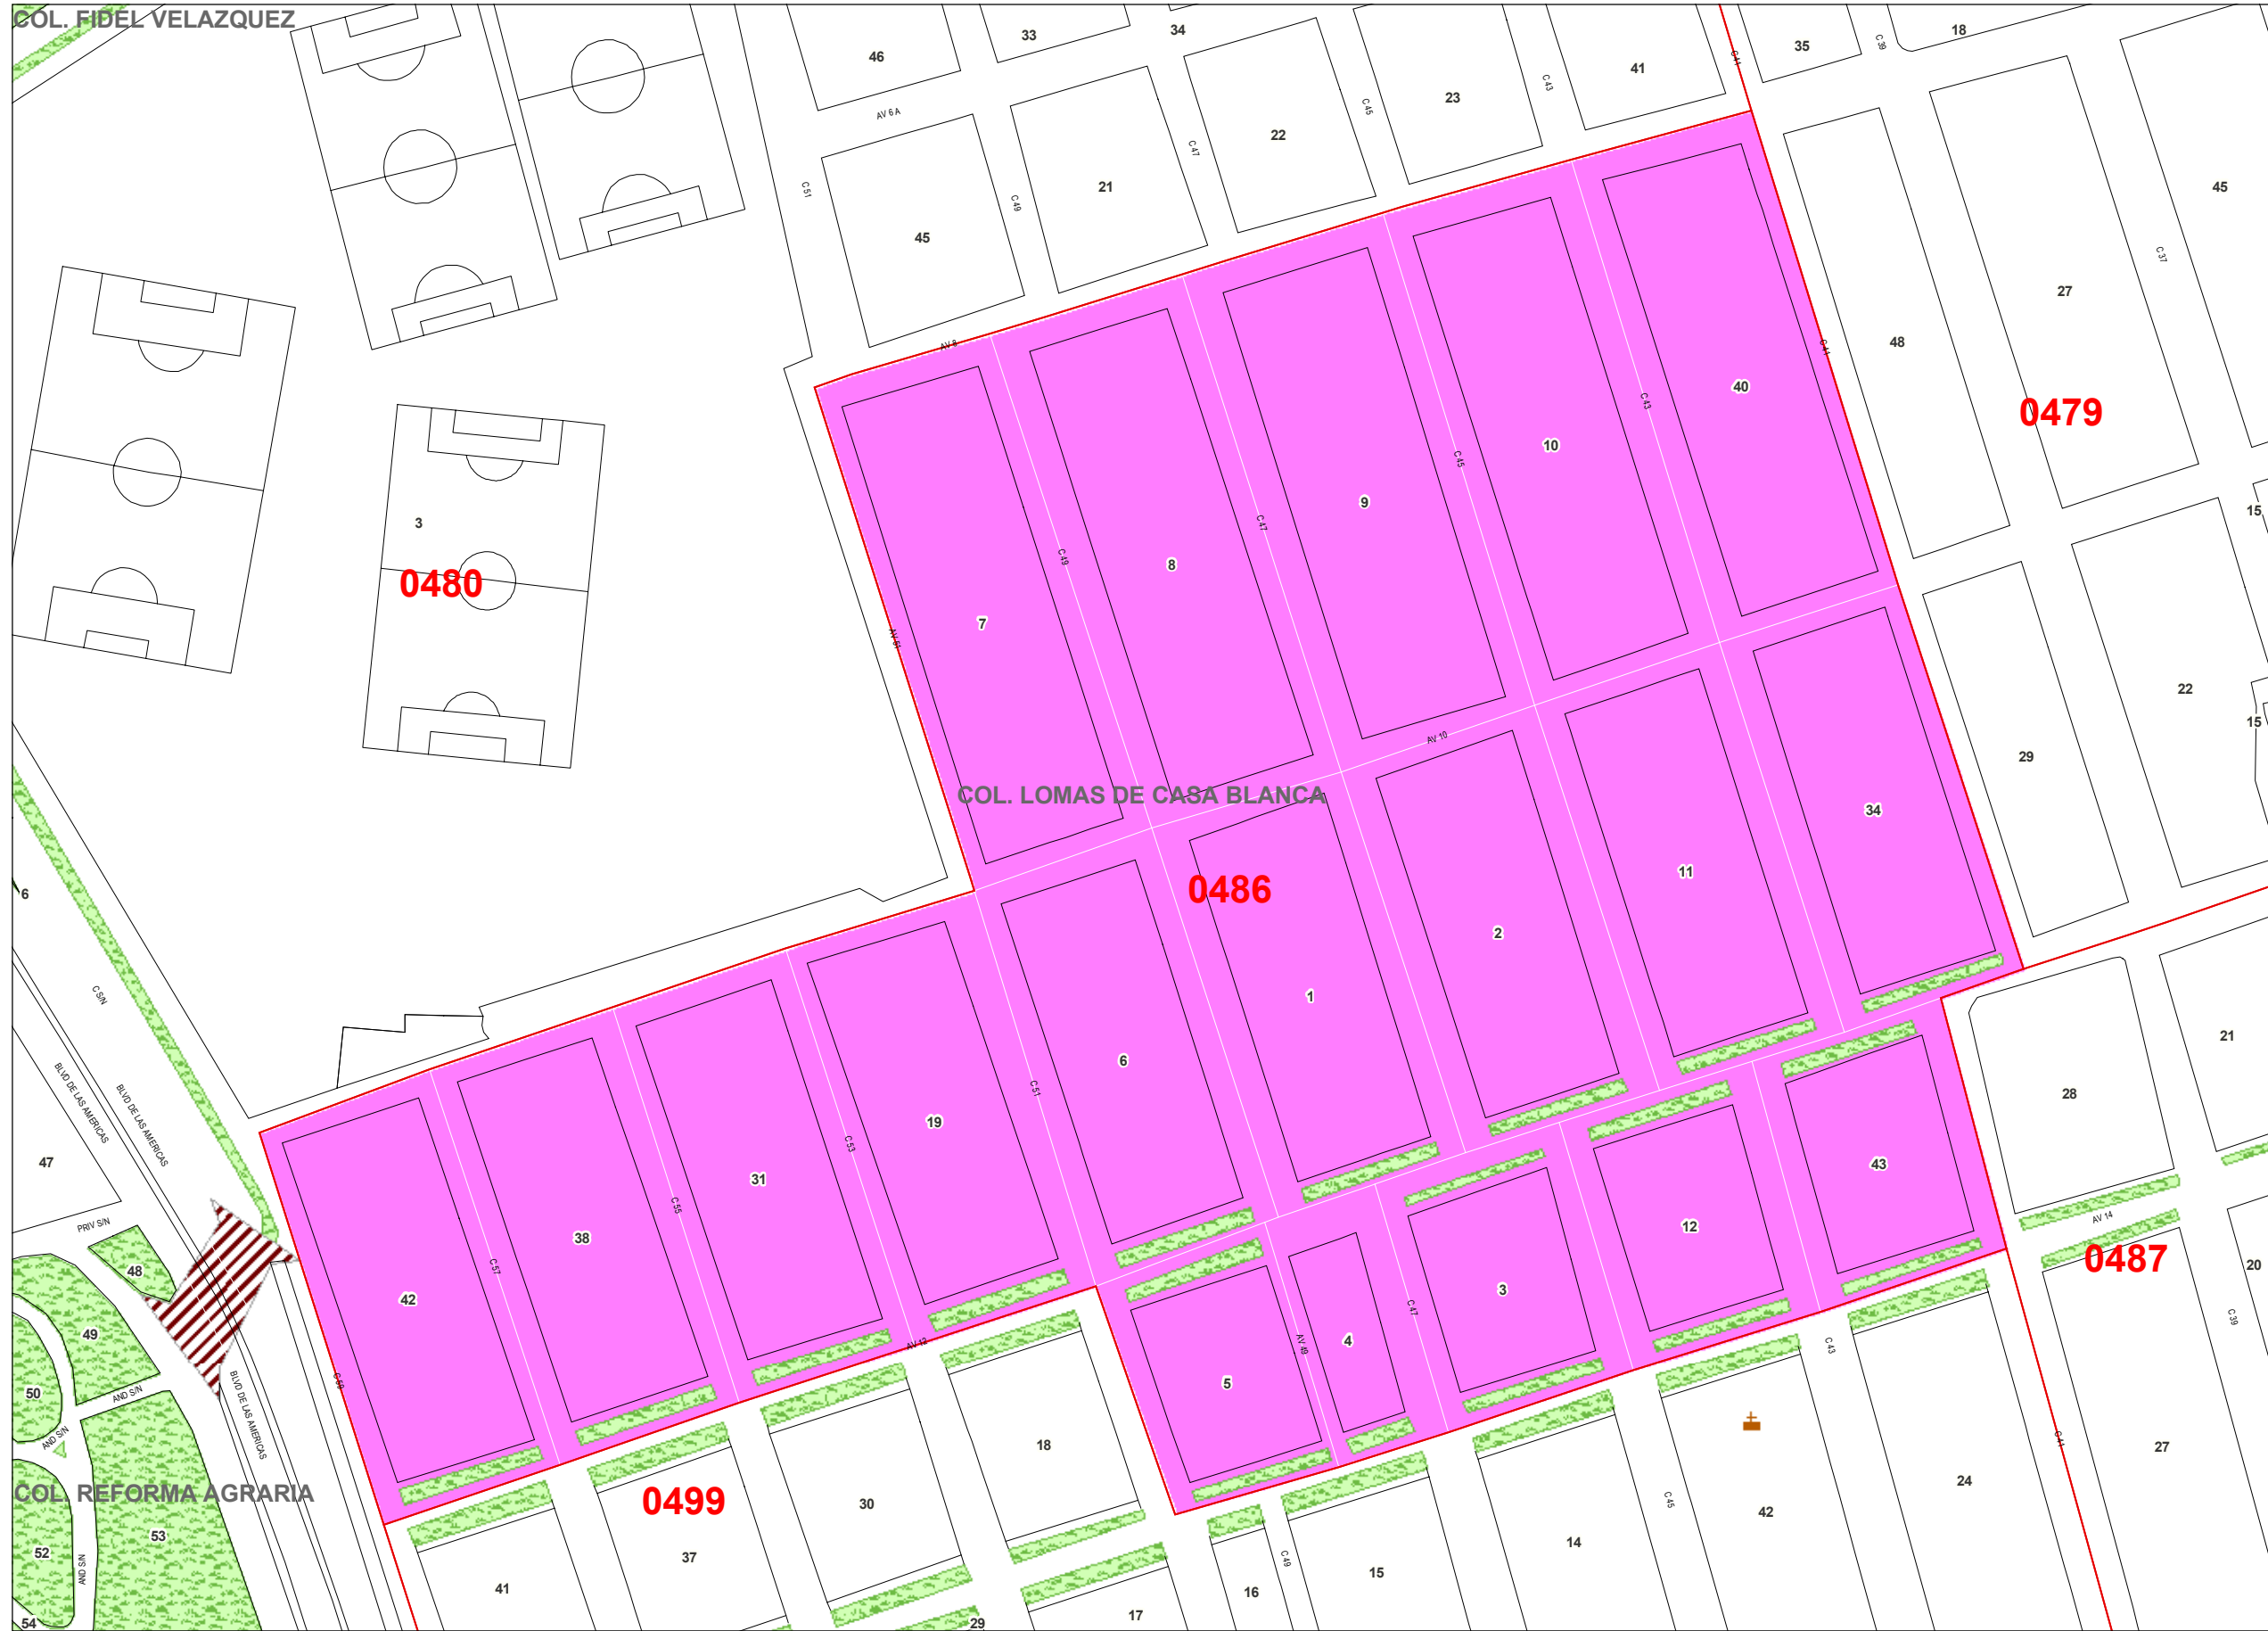 COL. FIDEL VELAZQUEZ
46
33
34
41
35
C 39
18
C 41
AV 6 A
23
C 43
C 45
22
C 47
21
C 49
C 51
45
45
C 37
27
48
0479
AV 8
40
C 41
C 43
10
C 45
9
C 47
8
C 49
7
AV 51
3
0480
15
22
15
29
AV 10
COL. LOMAS DE CASA BLANCA
34
11
0486
2
1
6
C 51
19
C 53
31
C 55
38
C 57
42
C 59
6
C S/N
BLVD DE LAS AMERICAS
BLVD DE LAS AMERICAS
47
PRIV S/N
48
49
50
AND S/N
AND S/N
BLVD DE LAS AMERICAS
COL. REFORMA AGRARIA
52
53
AND S/N
54
28
21
43
12
3
C 47
4
AV 49
5
AV 12
AV 14
0487
20
C 39
C 43
C 41
27
24
C 45
42
14
15
C 49
16
17
18
30
29
0499
37
41